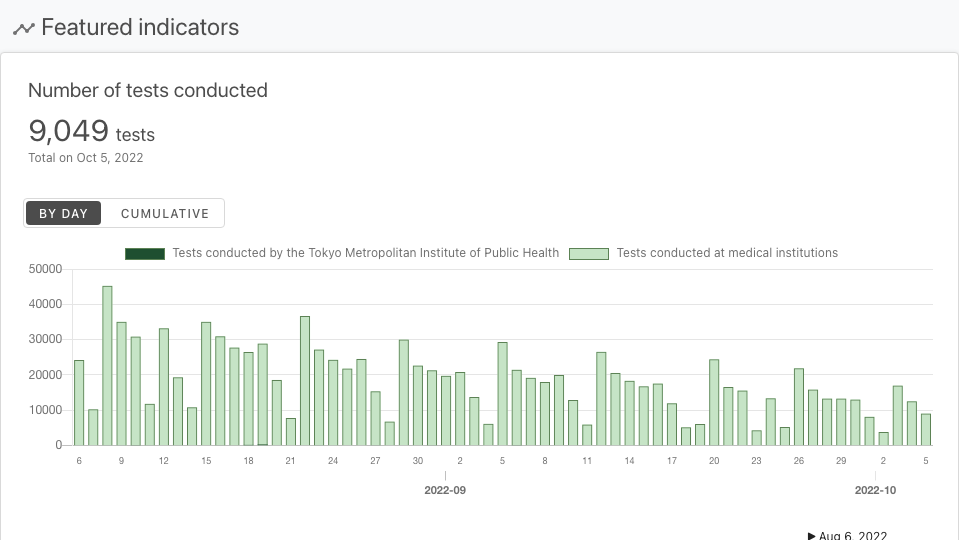 Featured indicators
Number of tests conducted
9,049 tests
Total on Oct 5, 2022
BY DAY CUMULATIVE
Tests conducted by the Tokyo Metropolitan Institute of Public Health Tests conducted at medical institutions
50000
40000
30000
20000
10000
0
6 9 12 15 18 21 24 27 30 2 5 8 11 14 17 20 23 26 29 2 5
2022-09 2022-10
Aug 6, 2022